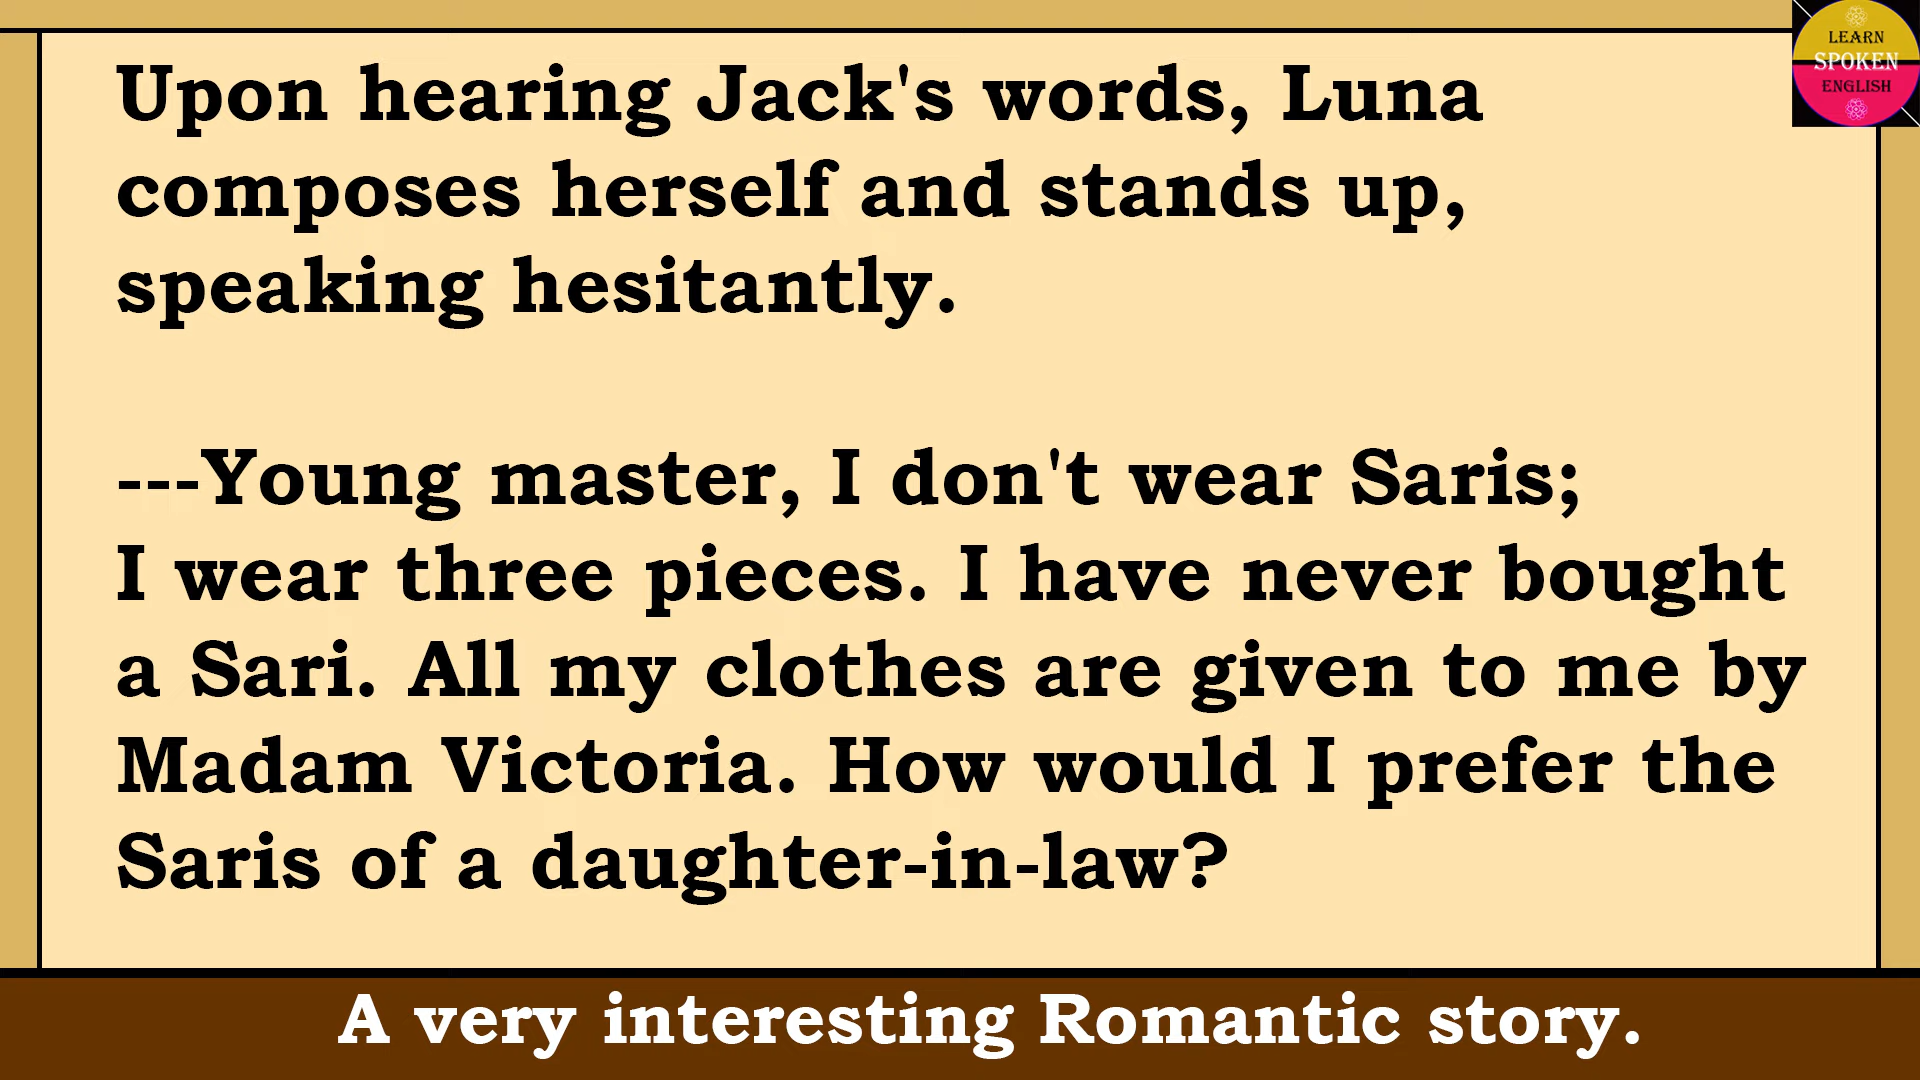 LEARN
SPOKEN
ENGLISH
Upon hearing Jack's words, Luna
composes herself and stands up,
speaking hesitantly.
---Young master, I don't wear Saris;
I wear three pieces. I have never bought
a Sari. All my clothes are given to me by
Madam Victoria. How would I prefer the
Saris of a daughter-in-law?
A very interesting Romantic story.